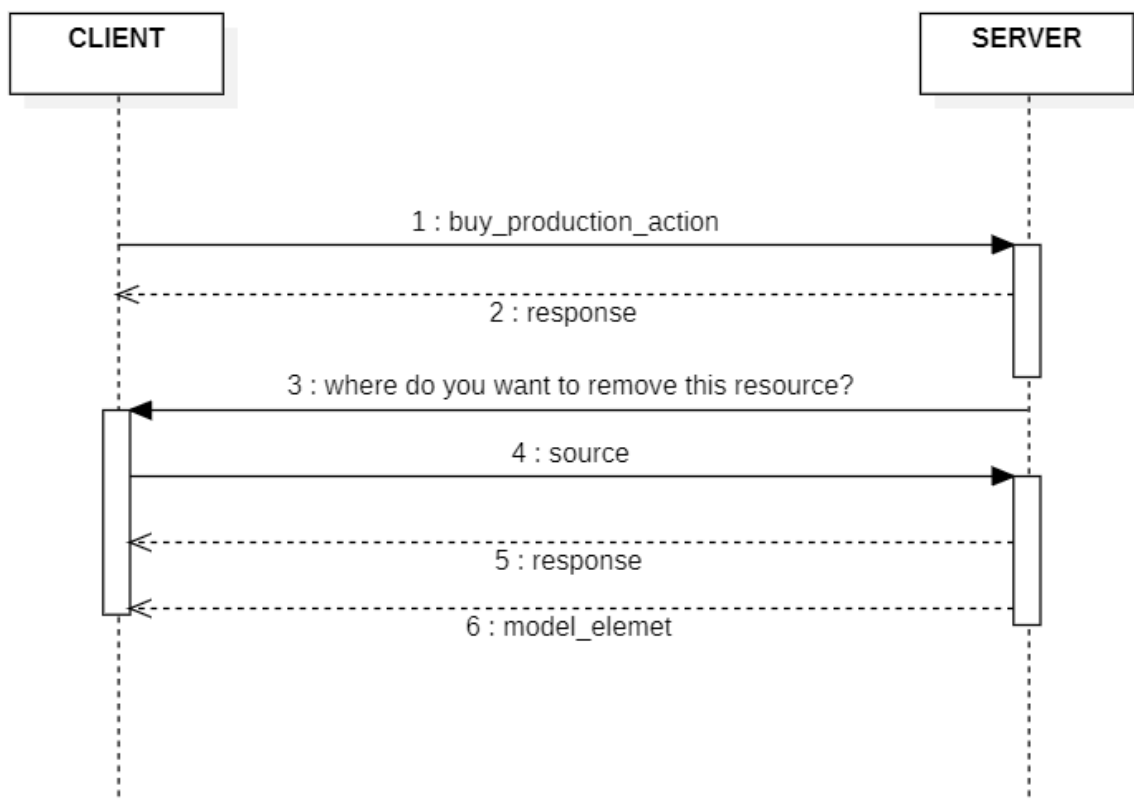 CLIENT
SERVER
1 : buy_production_action
2 : response
3 : where do you want to remove this resource?
4 : source
5 : response
6 : model_elemet